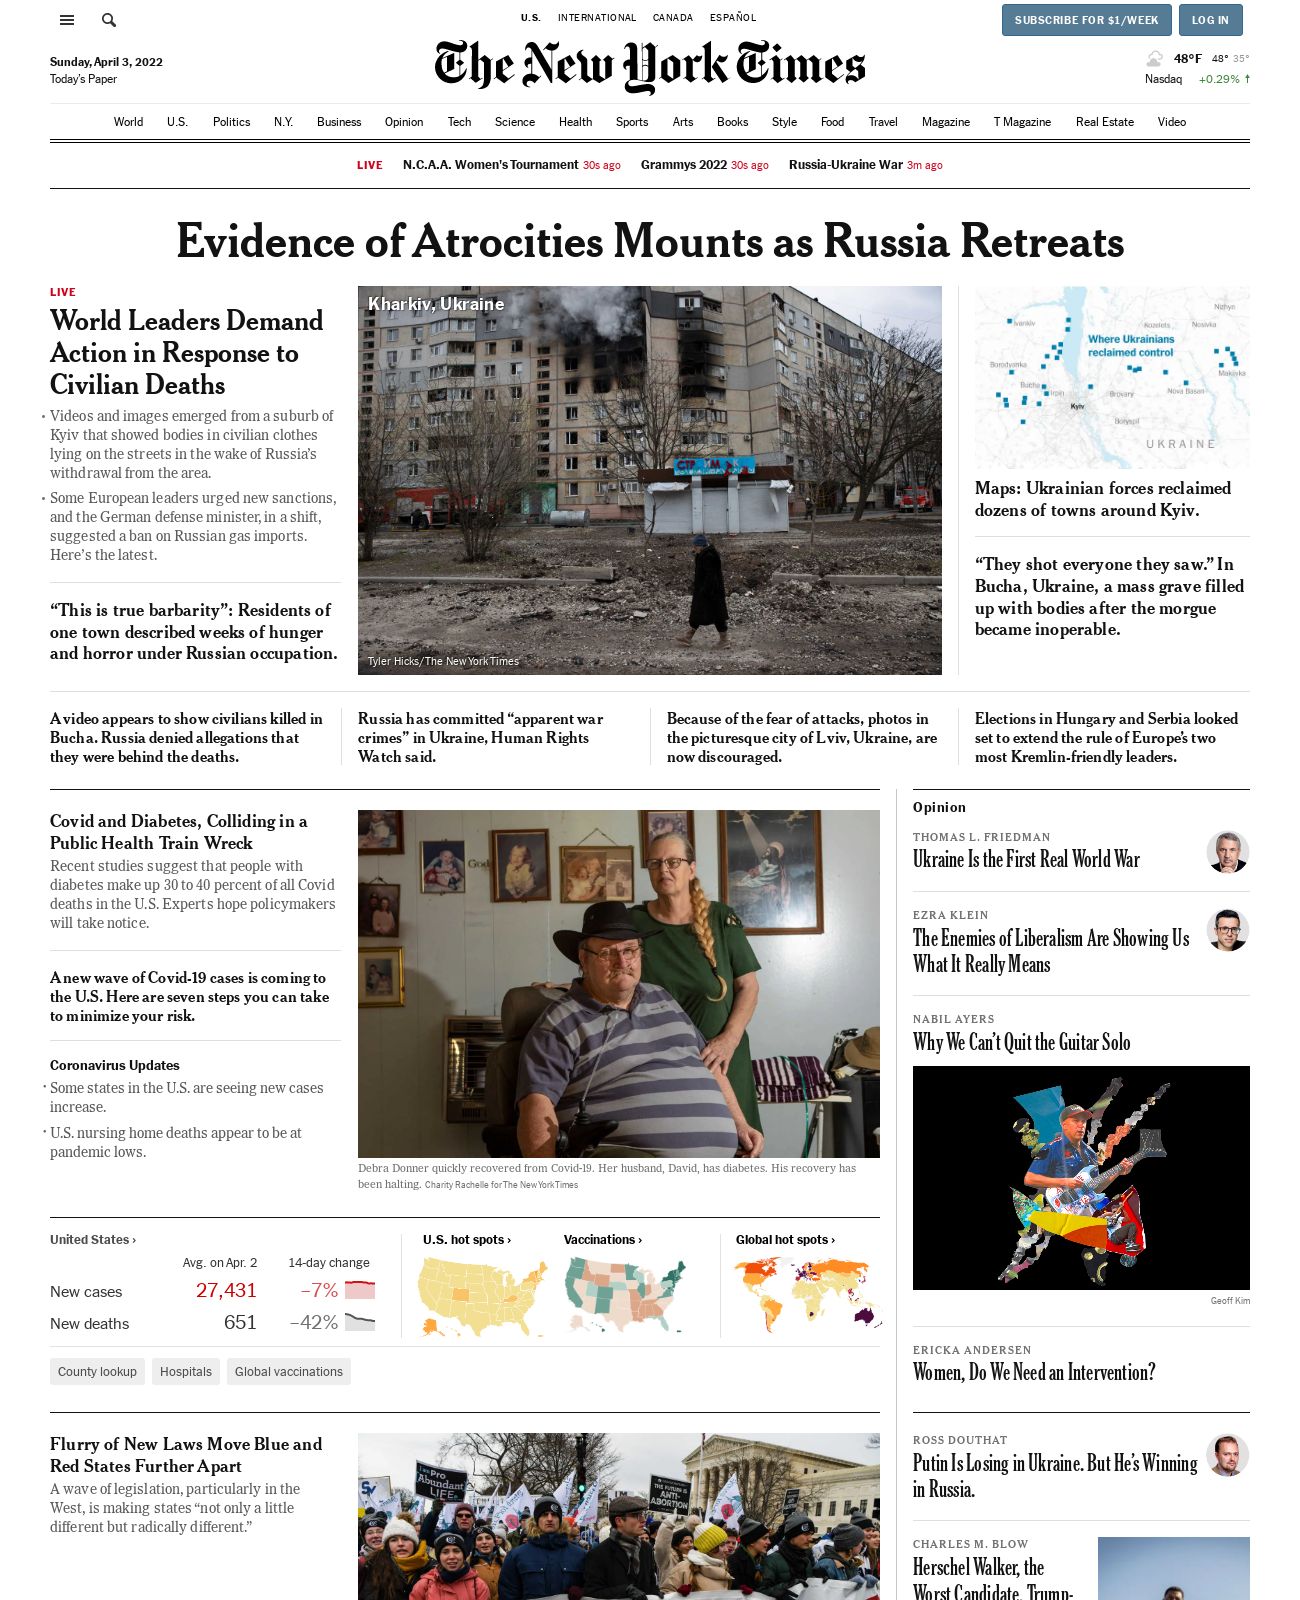 U.S. INTERNATIONAL CANADA ESPAÑOL
SUBSCRIBE FOR $1/WEEK LOG IN
Sunday, April 3, 2022
Today's Paper
The New York Times
48°F 48° 35°
Nasdaq +0.29% ↑
World U.S. Politics N.Y. Business Opinion Tech Science Health Sports Arts Books Style Food Travel Magazine T Magazine Real Estate Video
LIVE N.C.A.A. Women's Tournament 30s ago Grammys 2022 30s ago Russia-Ukraine War 3m ago
Evidence of Atrocities Mounts as Russia Retreats
LIVE
World Leaders Demand
Action in Response to
Civilian Deaths
• Videos and images emerged from a suburb of
Kyiv that showed bodies in civilian clothes
lying on the streets in the wake of Russia's
withdrawal from the area.
• Some European leaders urged new sanctions,
and the German defense minister, in a shift,
suggested a ban on Russian gas imports.
Here's the latest.
“This is true barbarity”: Residents of
one town described weeks of hunger
and horror under Russian occupation.
Kharkiv, Ukraine
Tyler Hicks/The New York Times
Nizhyn
Ivankiv
Kozelets
Nosivka
Where Ukrainians
reclaimed control
Borodyanka
Makiivka
Bucha
Irpin
Brovary
Nova Basan
Kyiv
Boryspil
UKRAINE
Maps: Ukrainian forces reclaimed
dozens of towns around Kyiv.
“They shot everyone they saw.” In
Bucha, Ukraine, a mass grave filled
up with bodies after the morgue
became inoperable.
A video appears to show civilians killed in
Bucha. Russia denied allegations that
they were behind the deaths.
Russia has committed “apparent war
crimes” in Ukraine, Human Rights
Watch said.
Because of the fear of attacks, photos in
the picturesque city of Lviv, Ukraine, are
now discouraged.
Elections in Hungary and Serbia looked
set to extend the rule of Europe's two
most Kremlin-friendly leaders.
Covid and Diabetes, Colliding in a
Public Health Train Wreck
Recent studies suggest that people with
diabetes make up 30 to 40 percent of all Covid
deaths in the U.S. Experts hope policymakers
will take notice.
A new wave of Covid-19 cases is coming to
the U.S. Here are seven steps you can take
to minimize your risk.
Coronavirus Updates
• Some states in the U.S. are seeing new cases
increase.
• U.S. nursing home deaths appear to be at
pandemic lows.
God
Debra Donner quickly recovered from Covid-19. Her husband, David, has diabetes. His recovery has
been halting. Charity Rachelle for The New York Times
United States ›
Avg. on Apr. 2 14-day change
New cases 27,431 –7%
New deaths 651 –42%
U.S. hot spots ›
Vaccinations ›
Global hot spots ›
County lookup Hospitals Global vaccinations
Flurry of New Laws Move Blue and
Red States Further Apart
A wave of legislation, particularly in the
West, is making states “not only a little
different but radically different.”
I am Pro
Abundant
LIFE.
THE FUTURE IS
ANTI-
ABORTION
Opinion
THOMAS L. FRIEDMAN
Ukraine Is the First Real World War
EZRA KLEIN
The Enemies of Liberalism Are Showing Us
What It Really Means
NABIL AYERS
Why We Can't Quit the Guitar Solo
Geoff Kim
ERICKA ANDERSEN
Women, Do We Need an Intervention?
ROSS DOUTHAT
Putin Is Losing in Ukraine. But He's Winning
in Russia.
CHARLES M. BLOW
Herschel Walker, the
Worst Candidate, Trump-